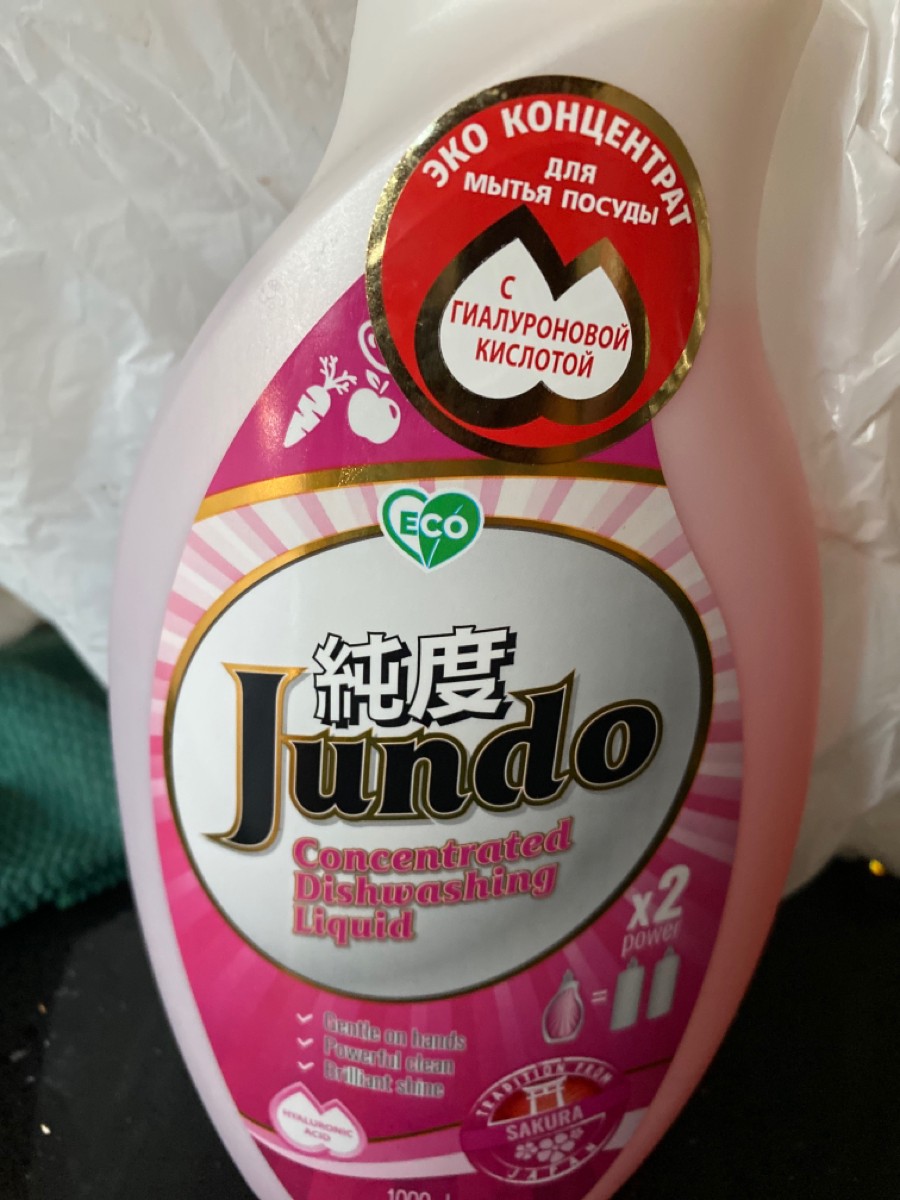 ЭКО КОНЦЕНТРАТ
ДЛЯ
МЫТЬЯ ПОСУДЫ
С
ГИАЛУРОНОВОЙ
КИСЛОТОЙ
ECO
純度
Jundo
Concentrated
Dishwashing
Liquid
x2
power
=
Gentle on hands
Powerful clean
Brilliant shine
HYALURONIC
ACID
TRADITION FROM
SAKURA
JAPAN
1000